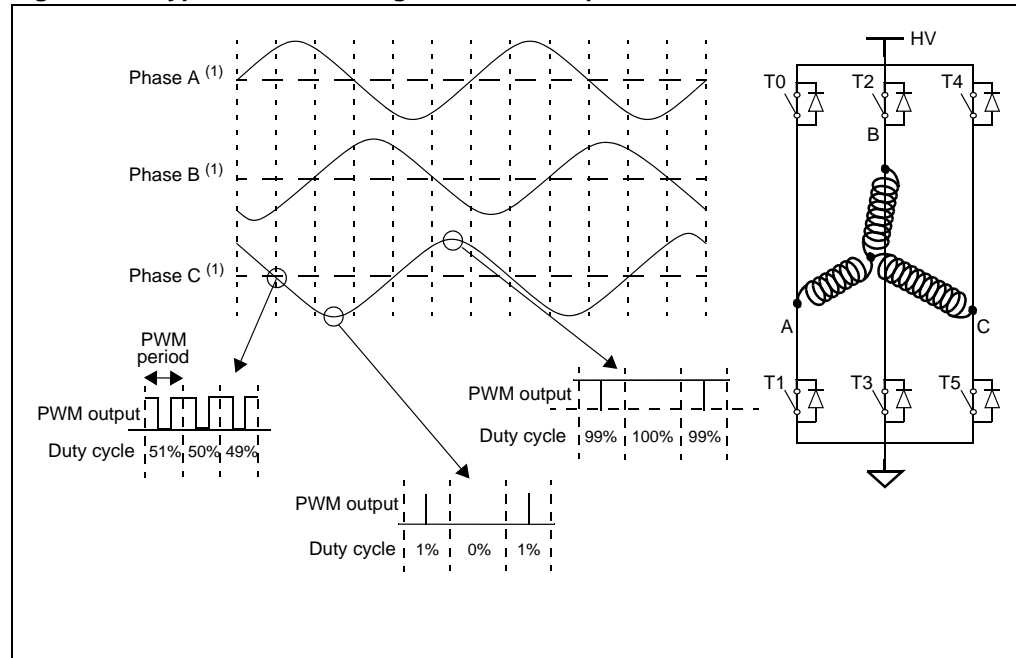 Phase A (1)
Phase B (1)
Phase C (1)
PWM
period
PWM output
Duty cycle 51% 50% 49%
PWM output
Duty cycle 1% 0% 1%
PWM output
Duty cycle 99% 100% 99%
HV
T0 T2 T4
B
A C
T1 T3 T5